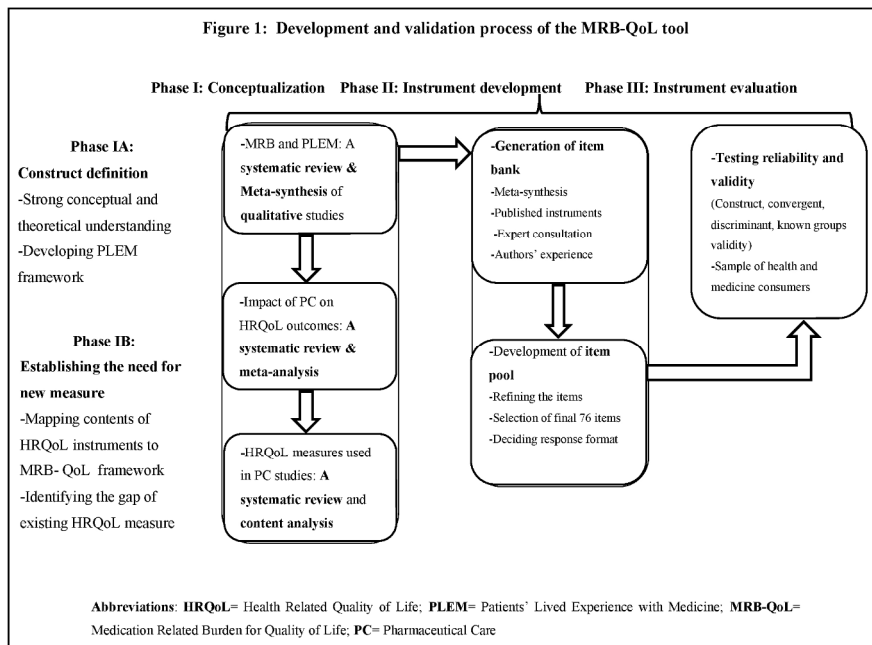 Figure 1: Development and validation process of the MRB-QoL tool
Phase I: Conceptualization Phase II: Instrument development Phase III: Instrument evaluation
Phase IA:
Construct definition
-Strong conceptual and
theoretical understanding
-Developing PLEM
framework
Phase IB:
Establishing the need for
new measure
-Mapping contents of
HRQoL instruments to
MRB- QoL framework
-Identifying the gap of
existing HRQoL measure
-MRB and PLEM: A
systematic review &
Meta-synthesis of
qualitative studies
-Impact of PC on
HRQoL outcomes: A
systematic review &
meta-analysis
-HRQoL measures used
in PC studies: A
systematic review and
content analysis
-Generation of item
bank
-Meta-synthesis
-Published instruments
-Expert consultation
-Authors' experience
-Development of item
pool
-Refining the items
-Selection of final 76 items
-Deciding response format
-Testing reliability and
validity
(Construct, convergent,
discriminant, known groups
validity)
-Sample of health and
medicine consumers
Abbreviations: HRQoL= Health Related Quality of Life; PLEM= Patients' Lived Experience with Medicine; MRB-QoL=
Medication Related Burden for Quality of Life; PC= Pharmaceutical Care